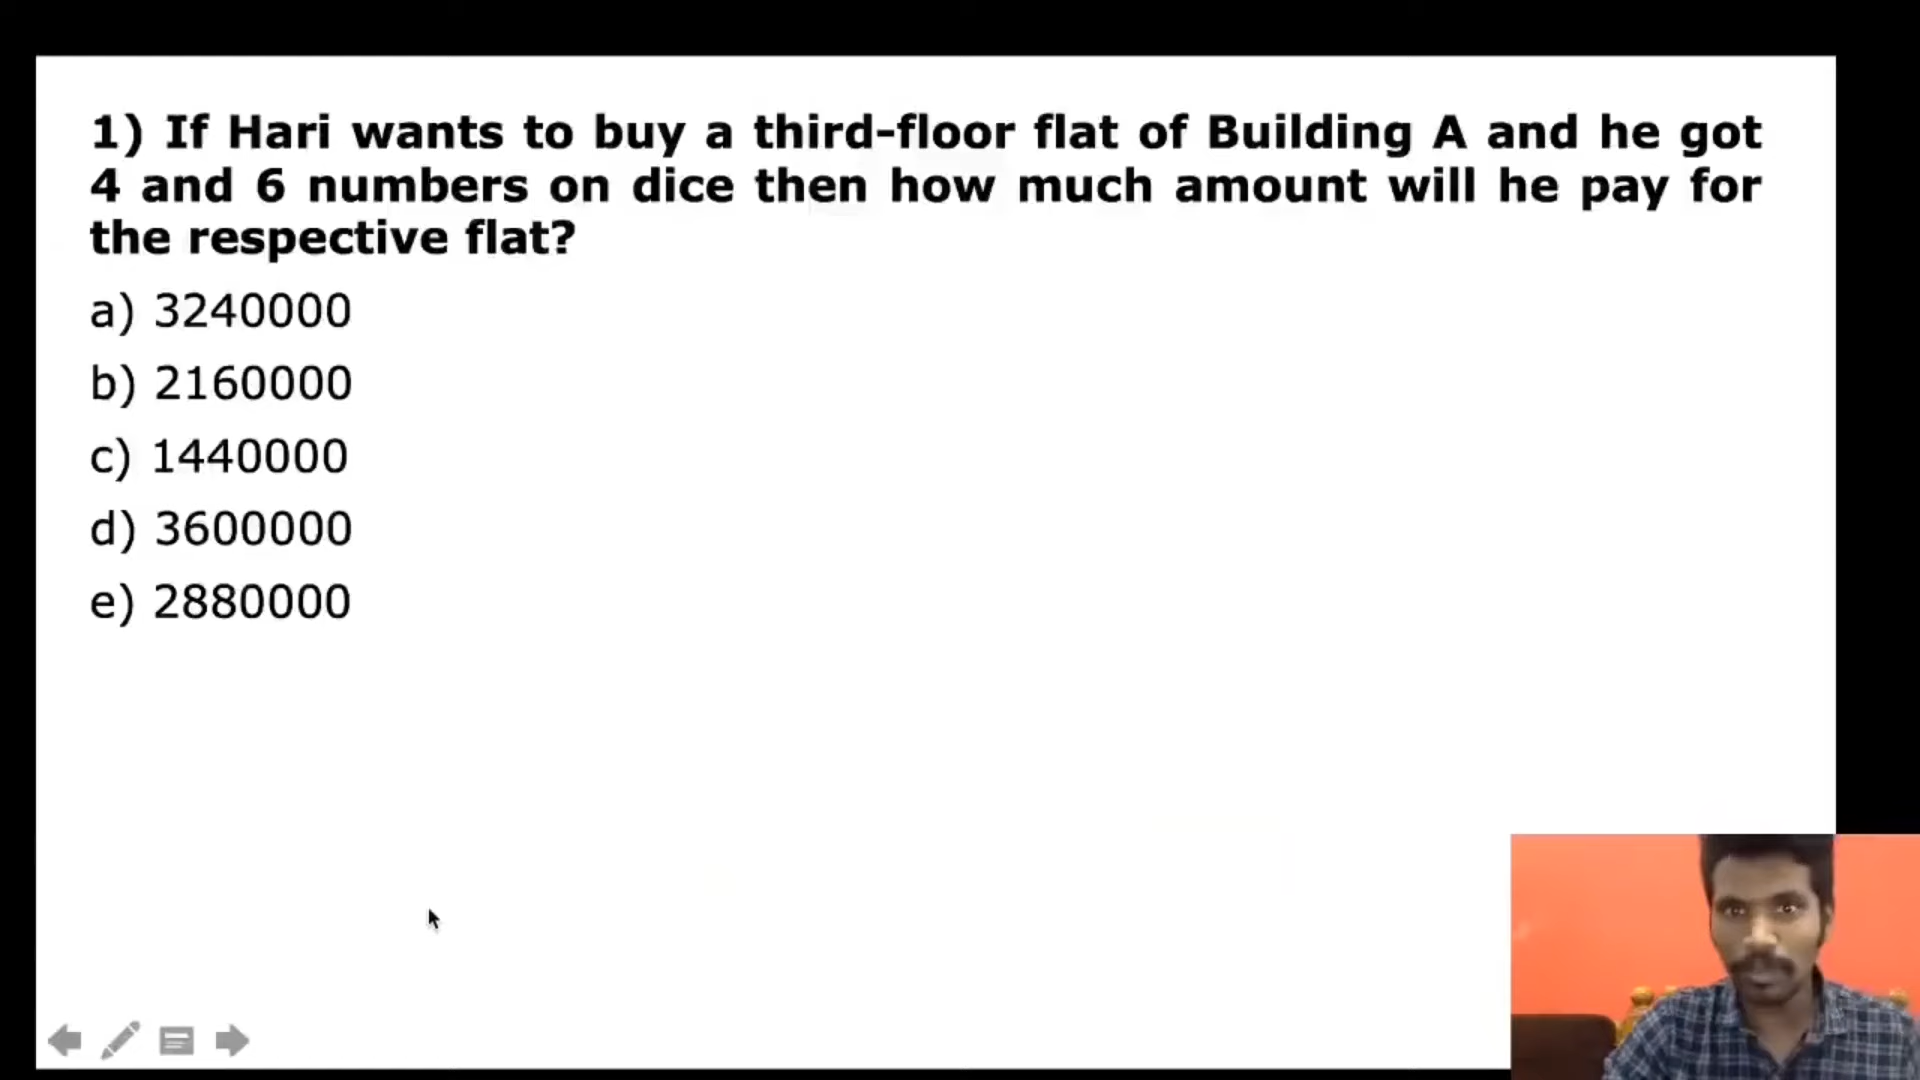 1) If Hari wants to buy a third-floor flat of Building A and he got
4 and 6 numbers on dice then how much amount will he pay for
the respective flat?
a) 3240000
b) 2160000
c) 1440000
d) 3600000
e) 2880000